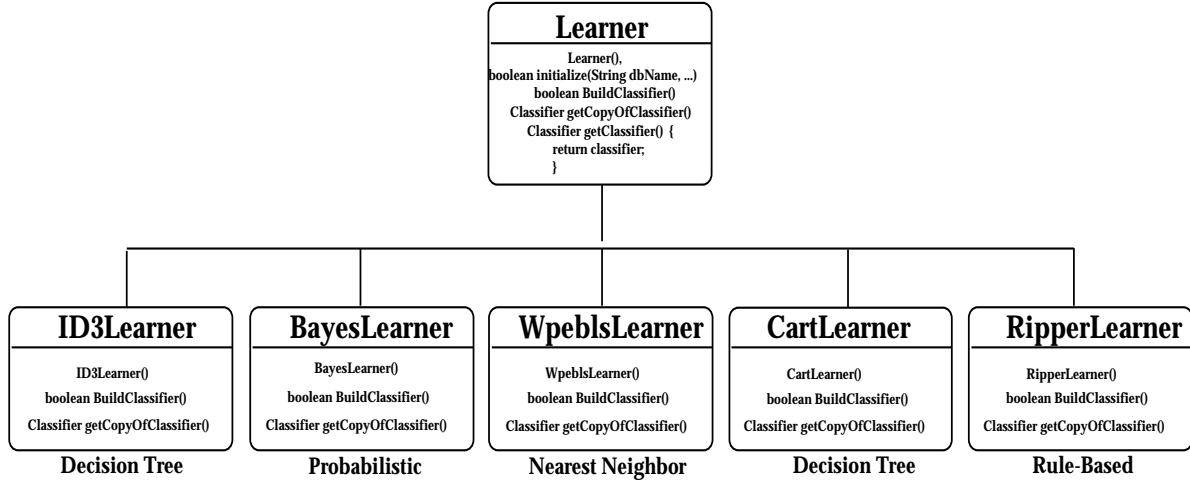 Learner
Learner(),
boolean initialize(String dbName, ...)
boolean BuildClassifier()
Classifier getCopyOfClassifier()
Classifier getClassifier() {
return classifier;
}
ID3Learner
ID3Learner()
boolean BuildClassifier()
Classifier getCopyOfClassifier()
Decision Tree
BayesLearner
BayesLearner()
boolean BuildClassifier()
Classifier getCopyOfClassifier()
Probabilistic
WpeblsLearner
WpeblsLearner()
boolean BuildClassifier()
Classifier getCopyOfClassifier()
Nearest Neighbor
CartLearner
CartLearner()
boolean BuildClassifier()
Classifier getCopyOfClassifier()
Decision Tree
RipperLearner
RipperLearner()
boolean BuildClassifier()
Classifier getCopyOfClassifier()
Rule-Based